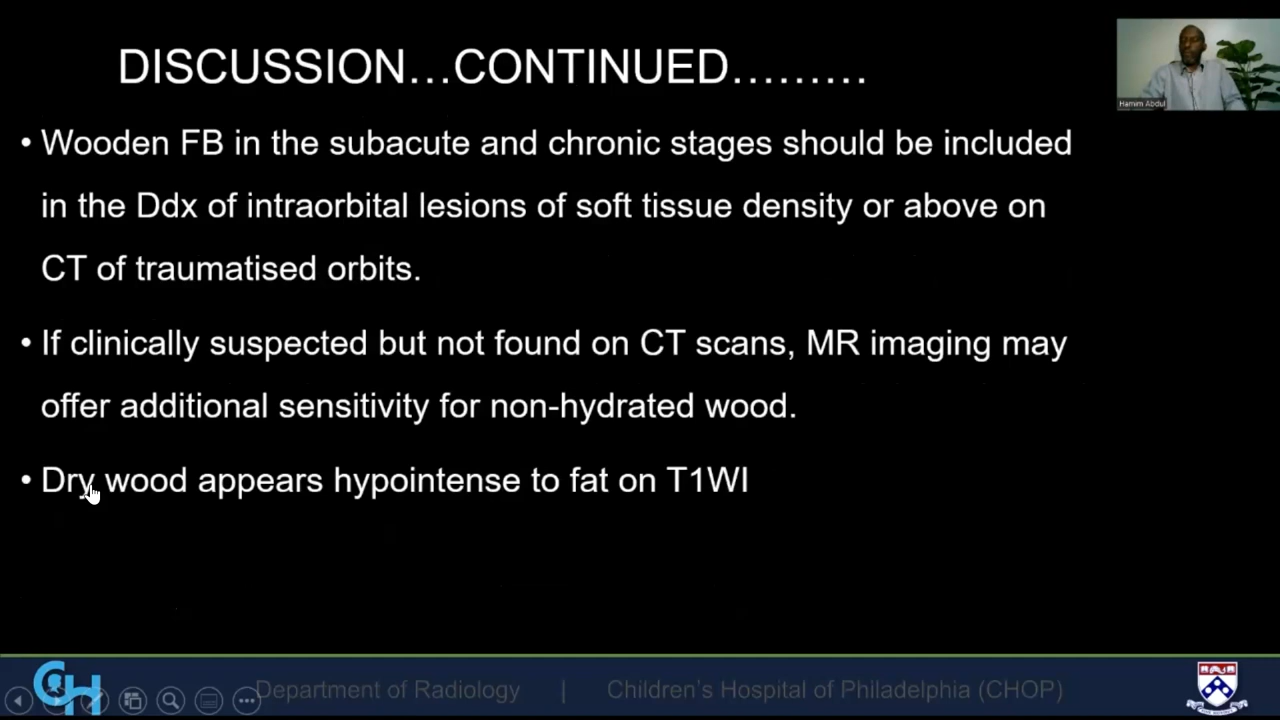 DISCUSSION…CONTINUED………
Hamim Abdul
• Wooden FB in the subacute and chronic stages should be included
in the Ddx of intraorbital lesions of soft tissue density or above on
CT of traumatised orbits.
• If clinically suspected but not found on CT scans, MR imaging may
offer additional sensitivity for non-hydrated wood.
• Dry wood appears hypointense to fat on T1WI
CH
Department of Radiology | Children's Hospital of Philadelphia (CHOP)